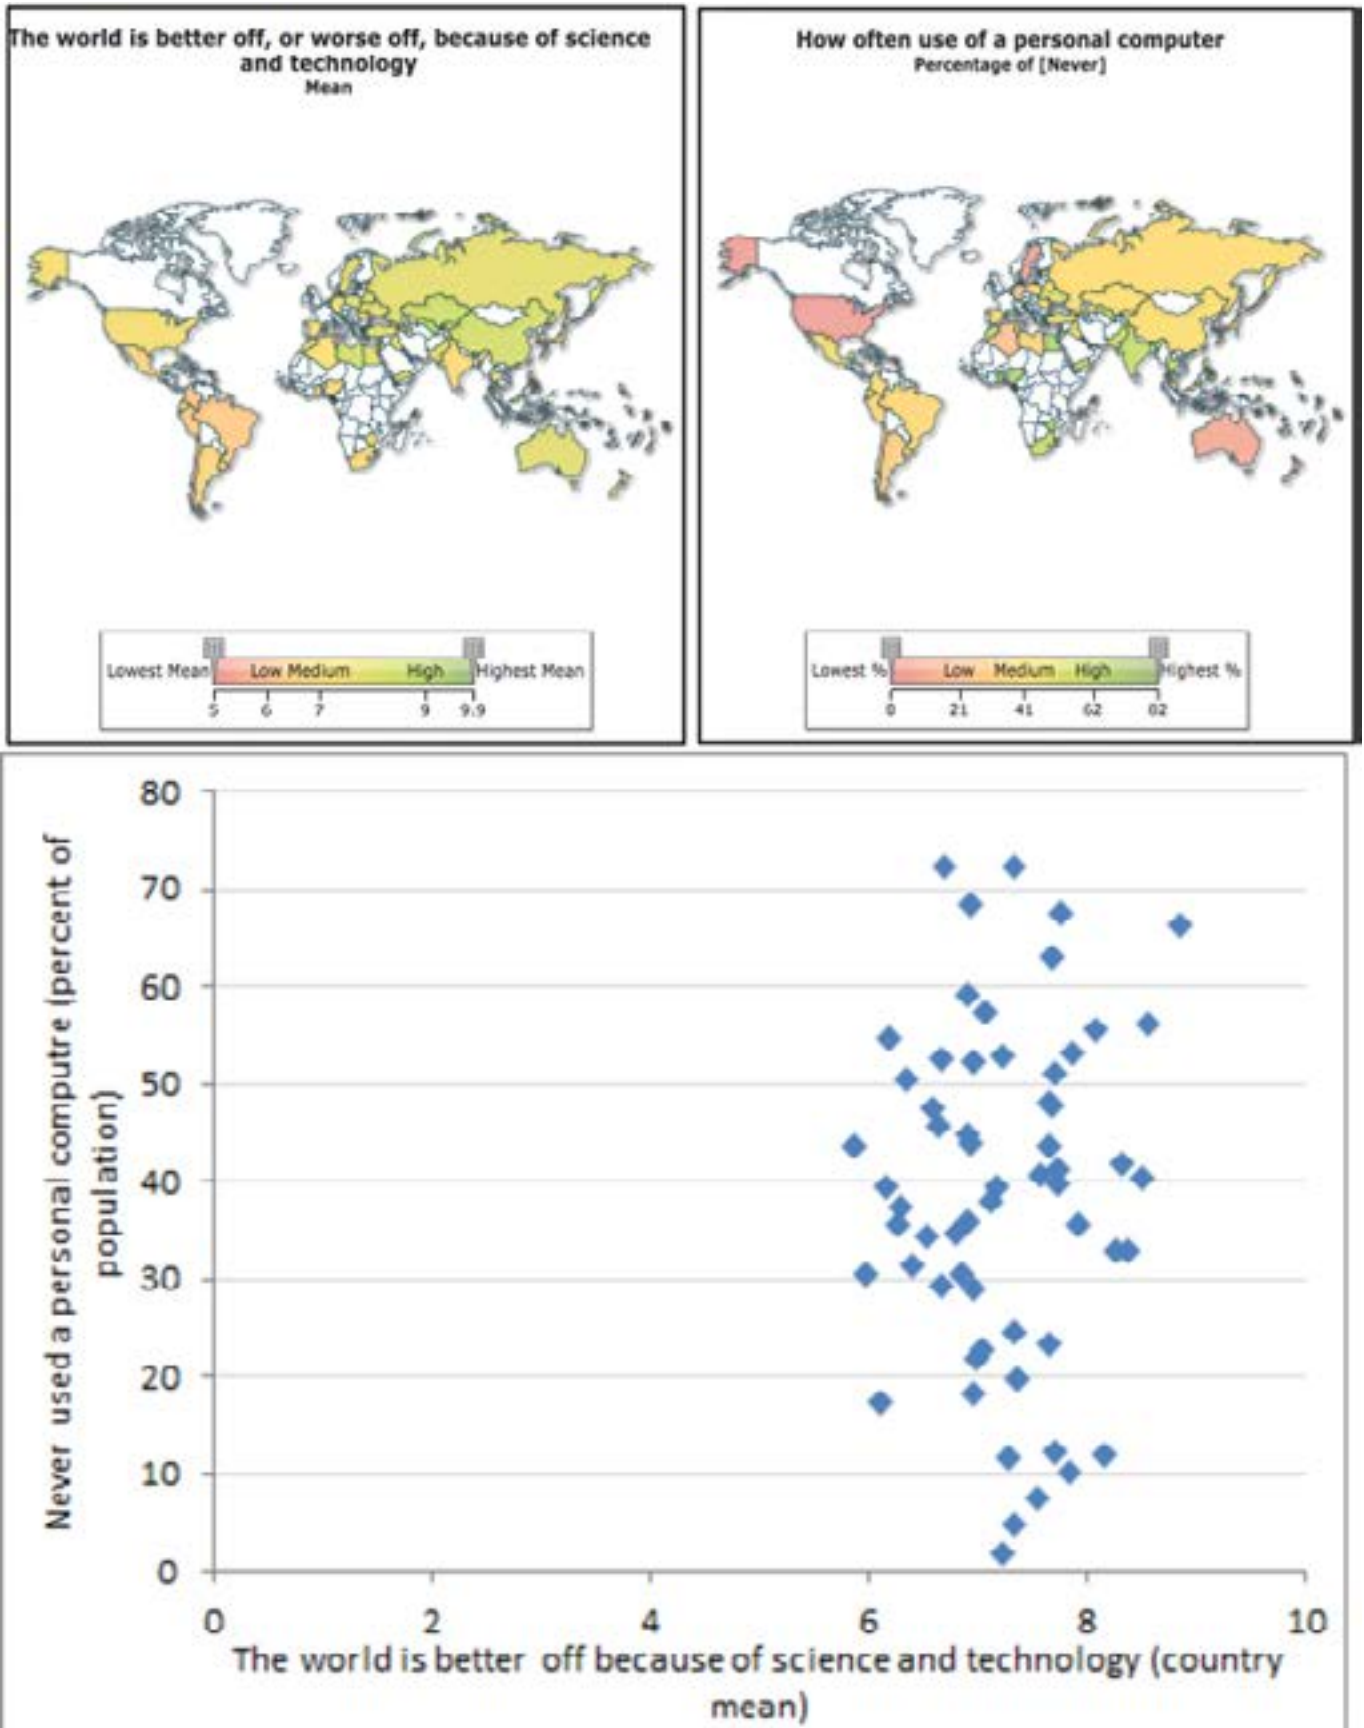 The world is better off, or worse off, because of science
and technology
Mean
Lowest Mean Low Medium High Highest Mean
5 6 7 9 9.9
How often use of a personal computer
Percentage of [Never]
Lowest % Low Medium High Highest %
0 21 41 62 82
80
70
60
50
40
30
20
10
0
Never used a personal computre (percent of
population)
0 2 4 6 8 10
The world is better off because of science and technology (country
mean)